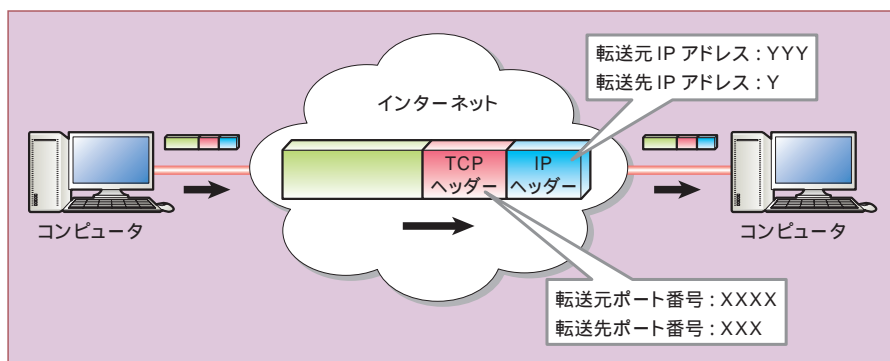 転送元 IP アドレス : YYY
転送先 IP アドレス : Y
インターネット
TCP
ヘッダー
IP
ヘッダー
コンピュータ
コンピュータ
転送元ポート番号 : XXXX
転送先ポート番号 : XXX